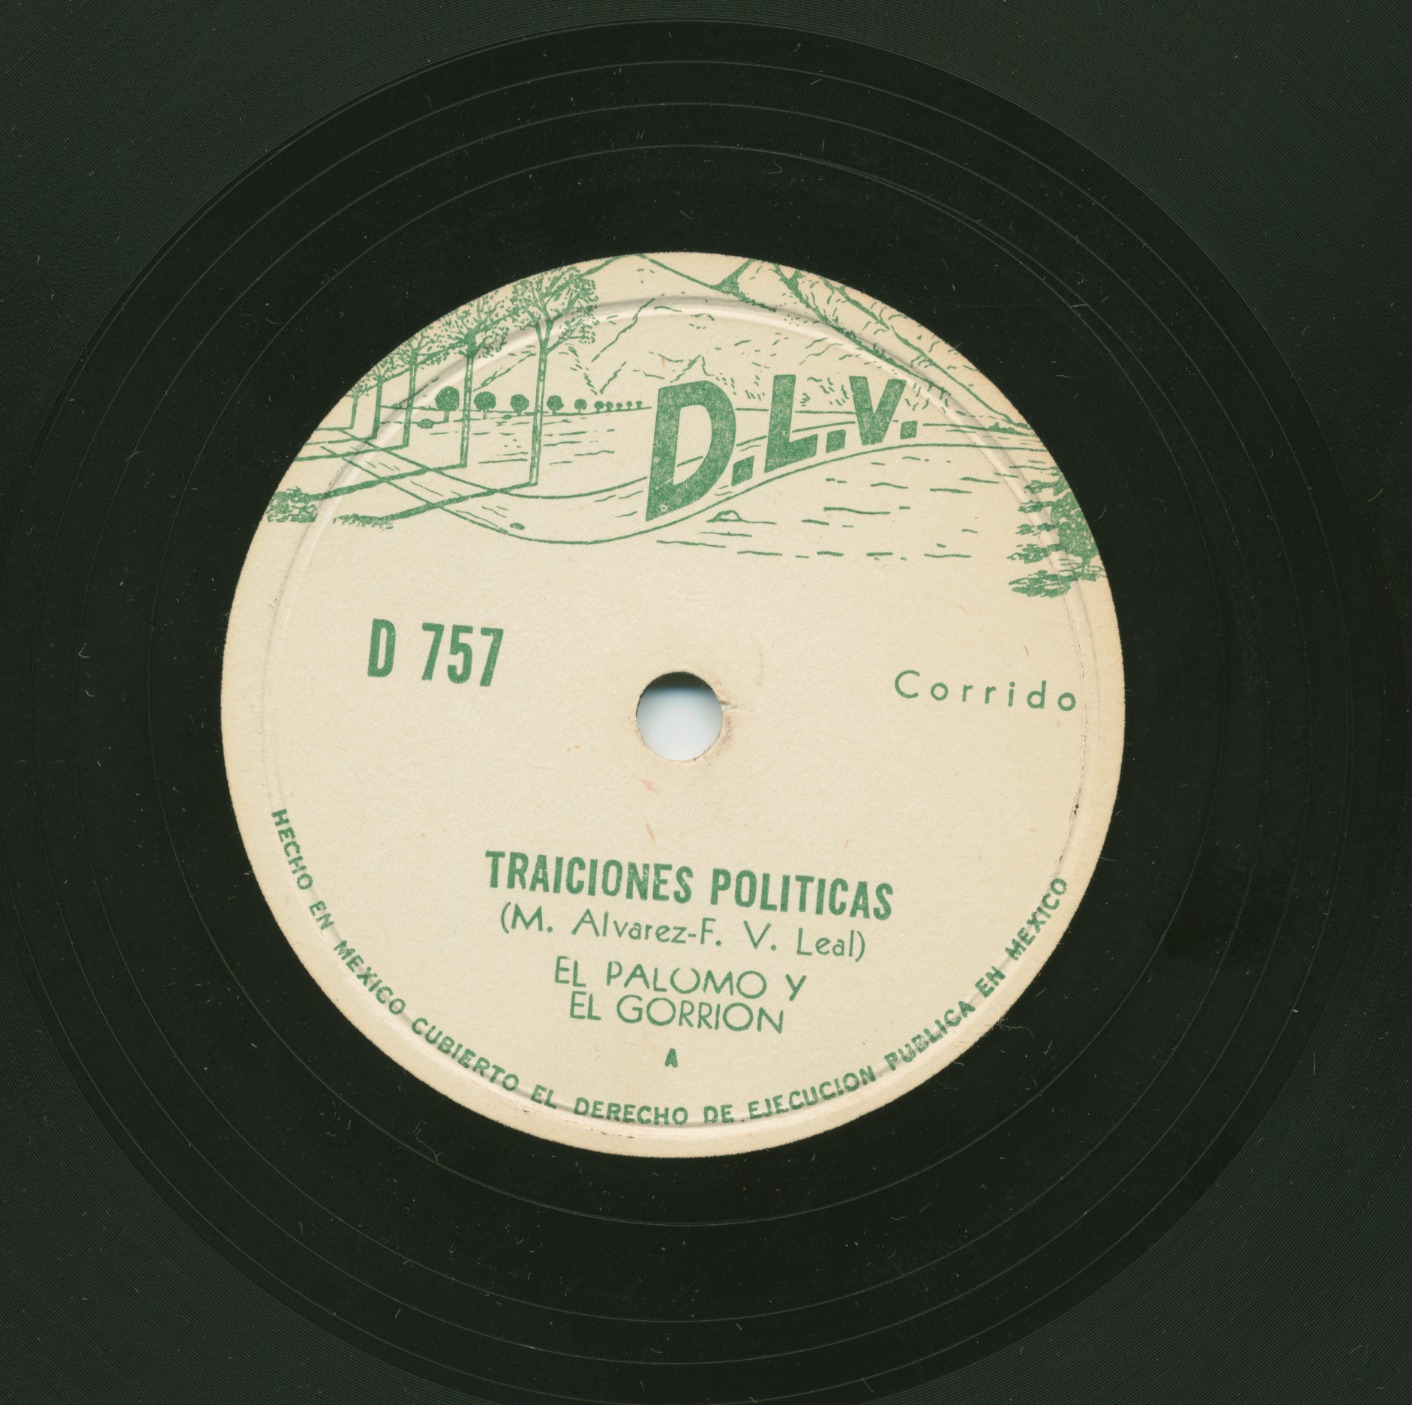 D.L.V.
D 757
Corrido
TRAICIONES POLITICAS
(M. Alvarez-F. V. Leal)
EL PALOMO Y
EL GORRION
A
HECHO EN MEXICO CUBIERTO EL DERECHO DE EJECUCION PUBLICA EN MEXICO